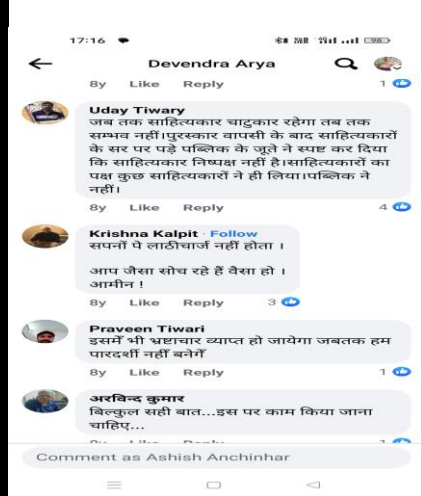 17:16
Devendra Arya
8y Like Reply 1
Uday Tiwary
जब तक साहित्यकार चाटुकार रहेगा तब तक
सम्भव नहीं।पुरस्कार वापसी के बाद साहित्यकारों
के सर पर पड़े पब्लिक के जूते ने स्पष्ट कर दिया
कि साहित्यकार निष्पक्ष नहीं है।साहित्यकारों का
पक्ष कुछ साहित्यकारों ने ही लिया।पब्लिक ने
नहीं।
8y Like Reply 4
Krishna Kalpit · Follow
सपनों पे लाठीचार्ज नहीं होता ।
आप जैसा सोच रहे हैं वैसा हो ।
आमीन !
8y Like Reply 3
Praveen Tiwari
इसमेँ भी भ्रष्टाचार व्याप्त हो जायेगा जबतक हम
पारदर्शी नहीँ बनेगेँ
8y Like Reply 1
अरविन्द कुमार
बिल्कुल सही बात...इस पर काम किया जाना
चाहिए...
Comment as Ashish Anchinhar